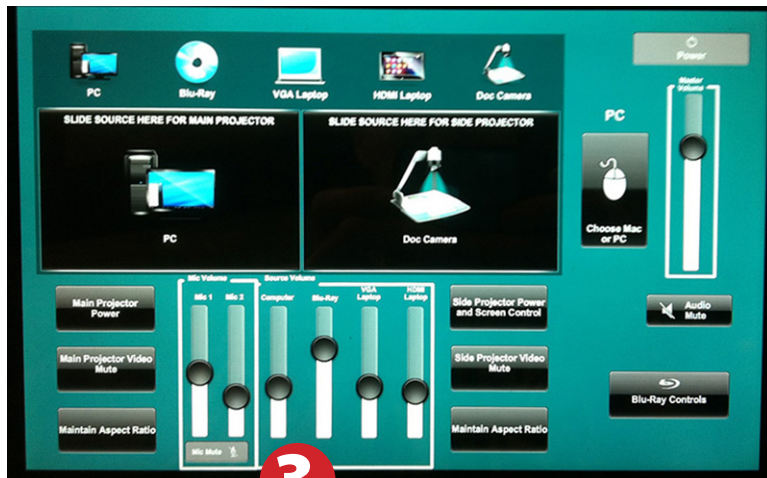 Power
PC
Blu-Ray
VGA Laptop
HDMI Laptop
Doc Camera
Master
Volume
SLIDE SOURCE HERE FOR MAIN PROJECTOR
SLIDE SOURCE HERE FOR SIDE PROJECTOR
PC
Choose Mac
or PC
PC
Doc Camera
Mic Volume
Source Volume
Mic 1
Mic 2
Computer
Blu-Ray
VGA
Laptop
HDMI
Laptop
Main Projector
Power
Side Projector Power
and Screen Control
Audio
Mute
Main Projector Video
Mute
Side Projector Video
Mute
Blu-Ray Controls
Maintain Aspect Ratio
Maintain Aspect Ratio
Mic Mute
3